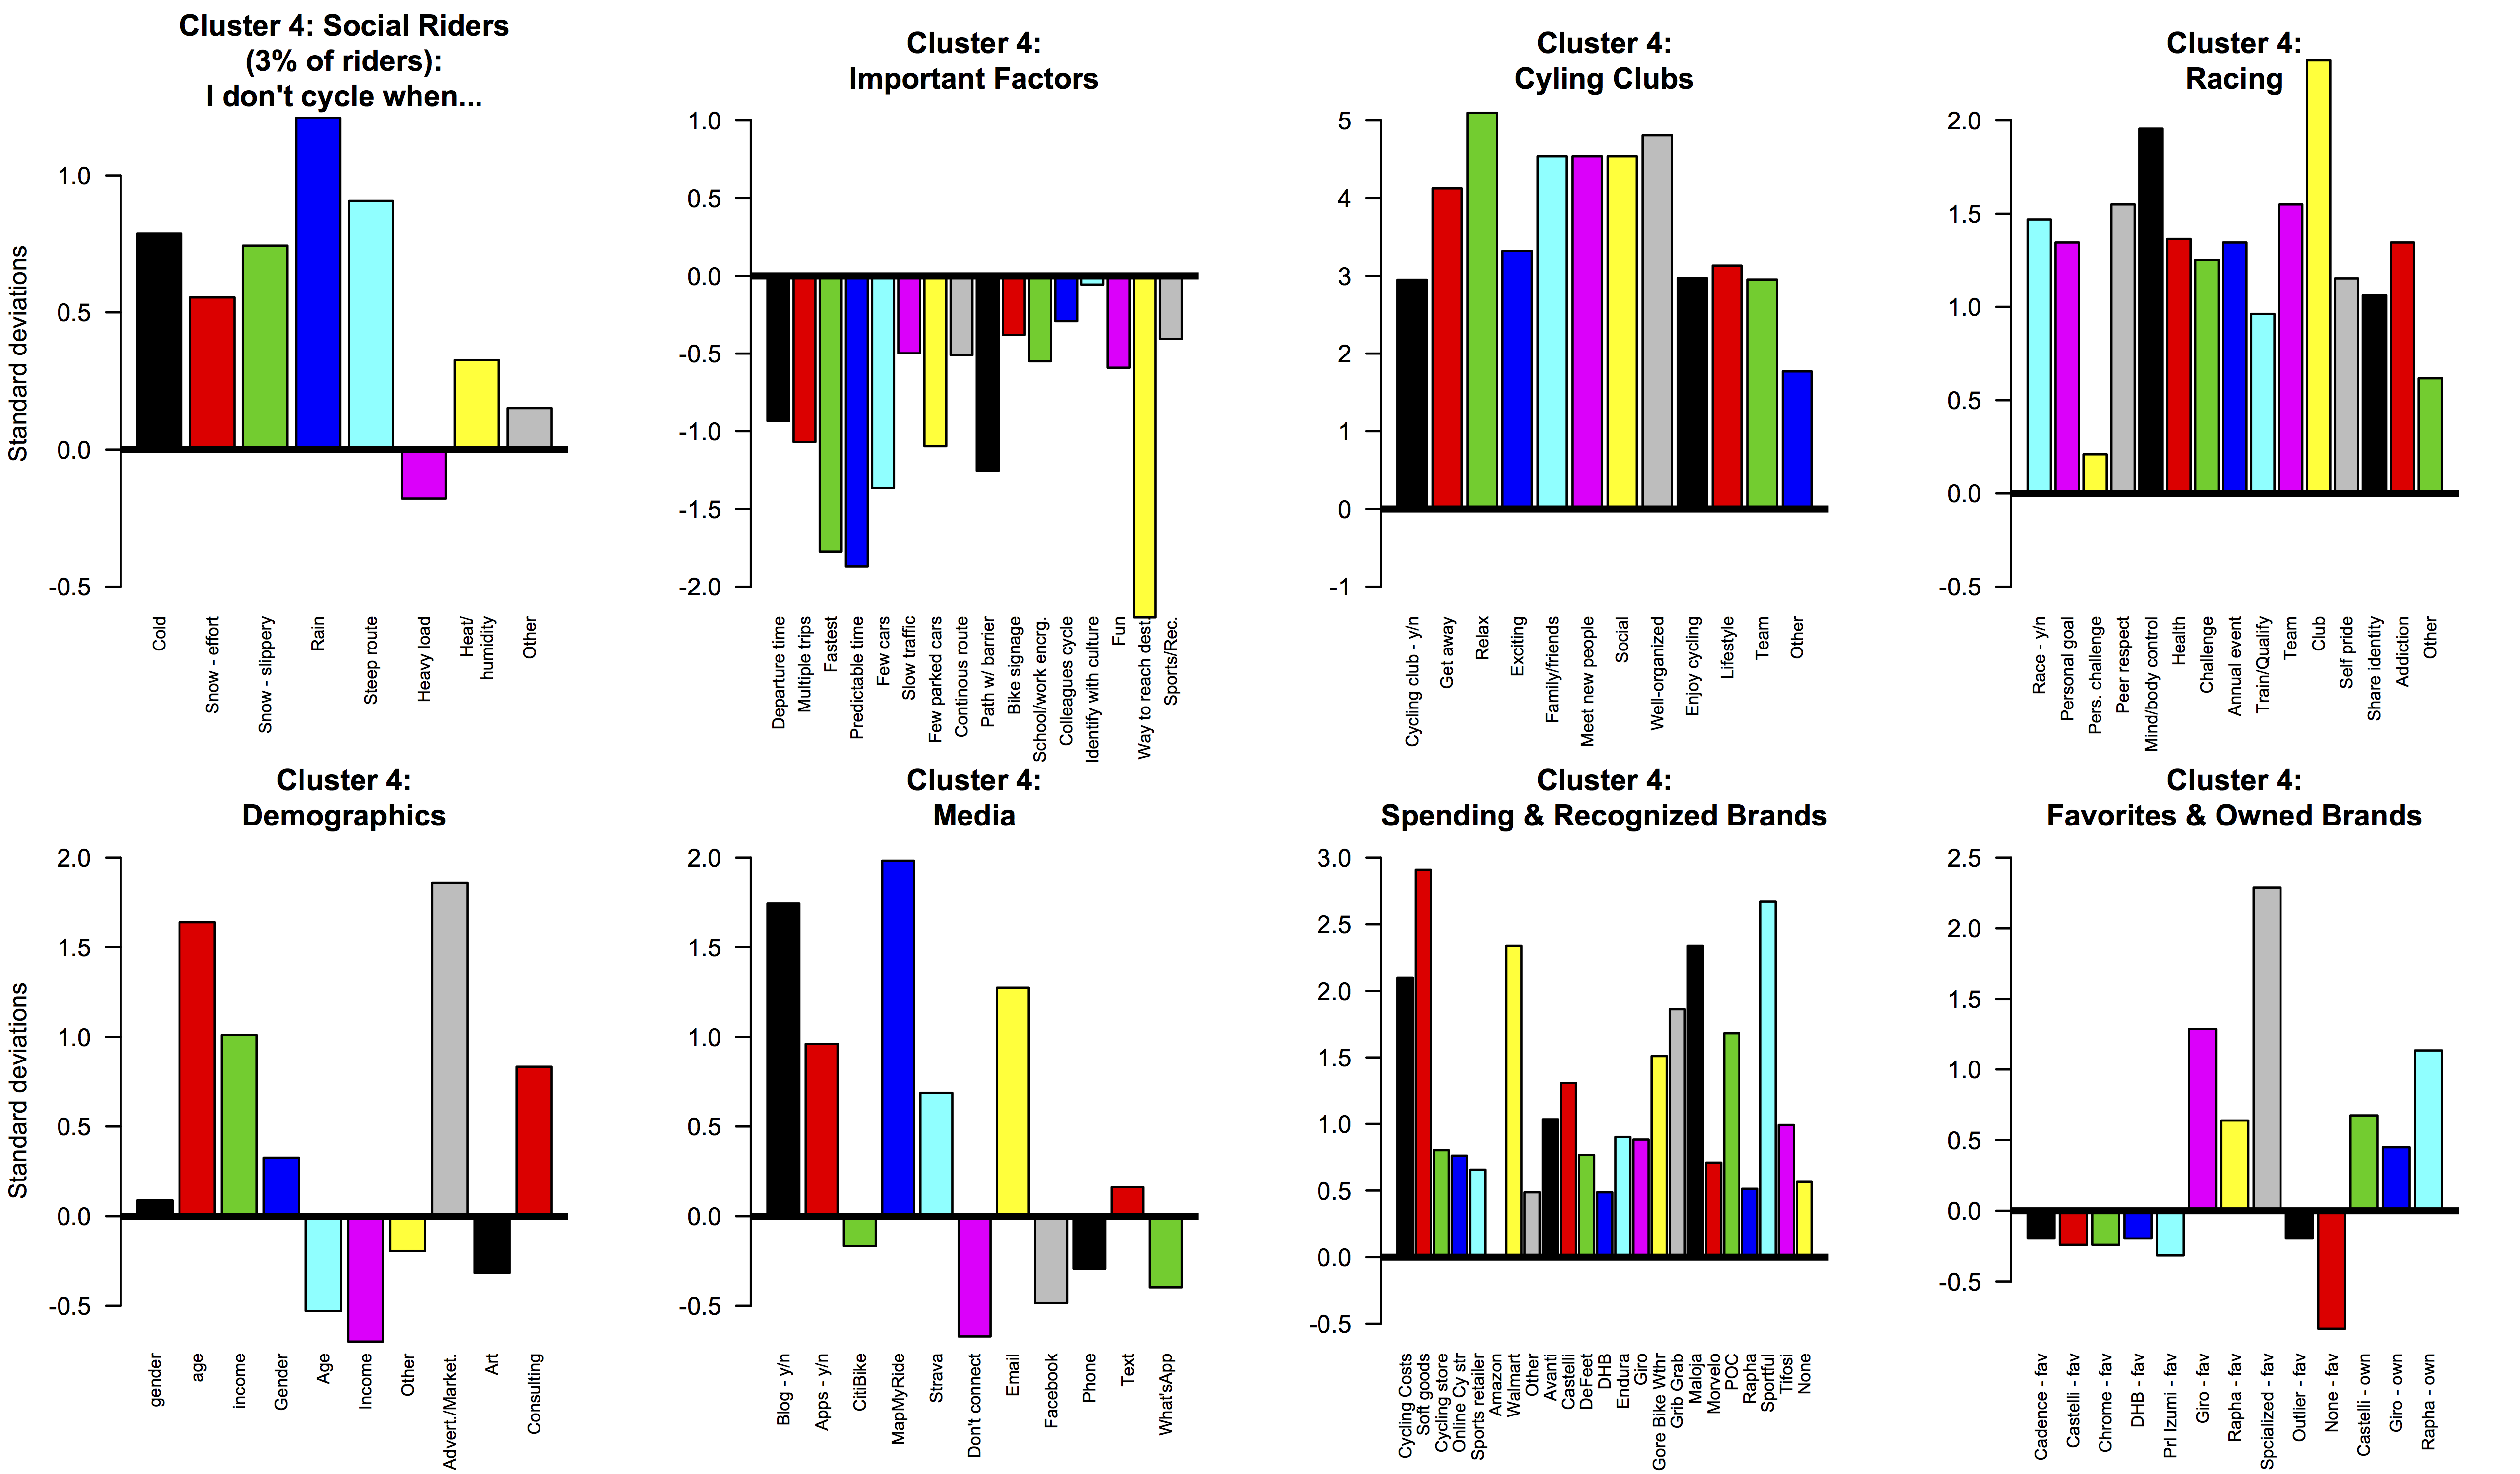 Cluster 4: Social Riders
(3% of riders):
I don't cycle when...
Standard deviations
1.0
0.5
0.0
-0.5
Cold
Snow - effort
Snow - slippery
Rain
Steep route
Heavy load
Heat/
humidity
Other
Cluster 4:
Important Factors
1.0
0.5
0.0
-0.5
-1.0
-1.5
-2.0
Departure time
Multiple trips
Fastest
Predictable time
Few cars
Slow traffic
Few parked cars
Continous route
Path w/ barrier
Bike signage
School/work encrg.
Colleagues cycle
Identify with culture
Fun
Way to reach dest.
Sports/Rec.
Cluster 4:
Cyling Clubs
5
4
3
2
1
0
-1
Cycling club - y/n
Get away
Relax
Exciting
Family/friends
Meet new people
Social
Well-organized
Enjoy cycling
Lifestyle
Team
Other
Cluster 4:
Racing
2.0
1.5
1.0
0.5
0.0
-0.5
Race - y/n
Personal goal
Pers. challenge
Peer respect
Mind/body control
Health
Challenge
Annual event
Train/Qualify
Team
Club
Self pride
Share identity
Addiction
Other
Cluster 4:
Demographics
Standard deviations
2.0
1.5
1.0
0.5
0.0
-0.5
gender
age
income
Gender
Age
Income
Other
Advert./Market.
Art
Consulting
Cluster 4:
Media
2.0
1.5
1.0
0.5
0.0
-0.5
Blog - y/n
Apps - y/n
CitiBike
MapMyRide
Strava
Don't connect
Email
Facebook
Phone
Text
What'sApp
Cluster 4:
Spending & Recognized Brands
3.0
2.5
2.0
1.5
1.0
0.5
0.0
-0.5
Cycling Costs
Soft goods
Cycling store
Online Cy str
Sports retailer
Amazon
Walmart
Other
Avanti
Castelli
DeFeet
DHB
Endura
Giro
Gore Bike Wthr
Grib Grab
Maloja
Morvelo
POC
Rapha
Sportful
Tifosi
None
Cluster 4:
Favorites & Owned Brands
2.5
2.0
1.5
1.0
0.5
0.0
-0.5
Cadence - fav
Castelli - fav
Chrome - fav
DHB - fav
Prl Izumi - fav
Giro - fav
Rapha - fav
Spcialized - fav
Outlier - fav
None - fav
Castelli - own
Giro - own
Rapha - own